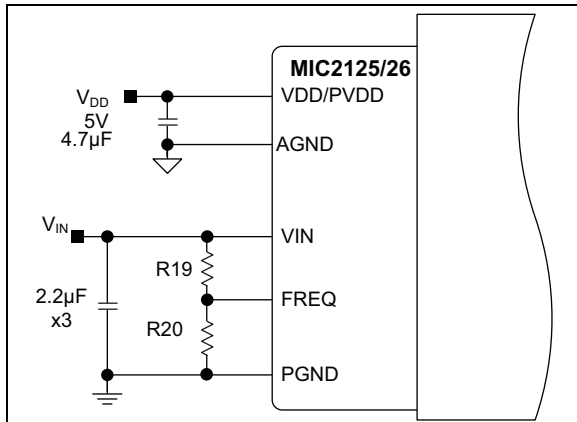 MIC2125/26
VDD
5V
4.7µF
VDD/PVDD
AGND
VIN
VIN
R19
2.2µF
x3
FREQ
R20
PGND